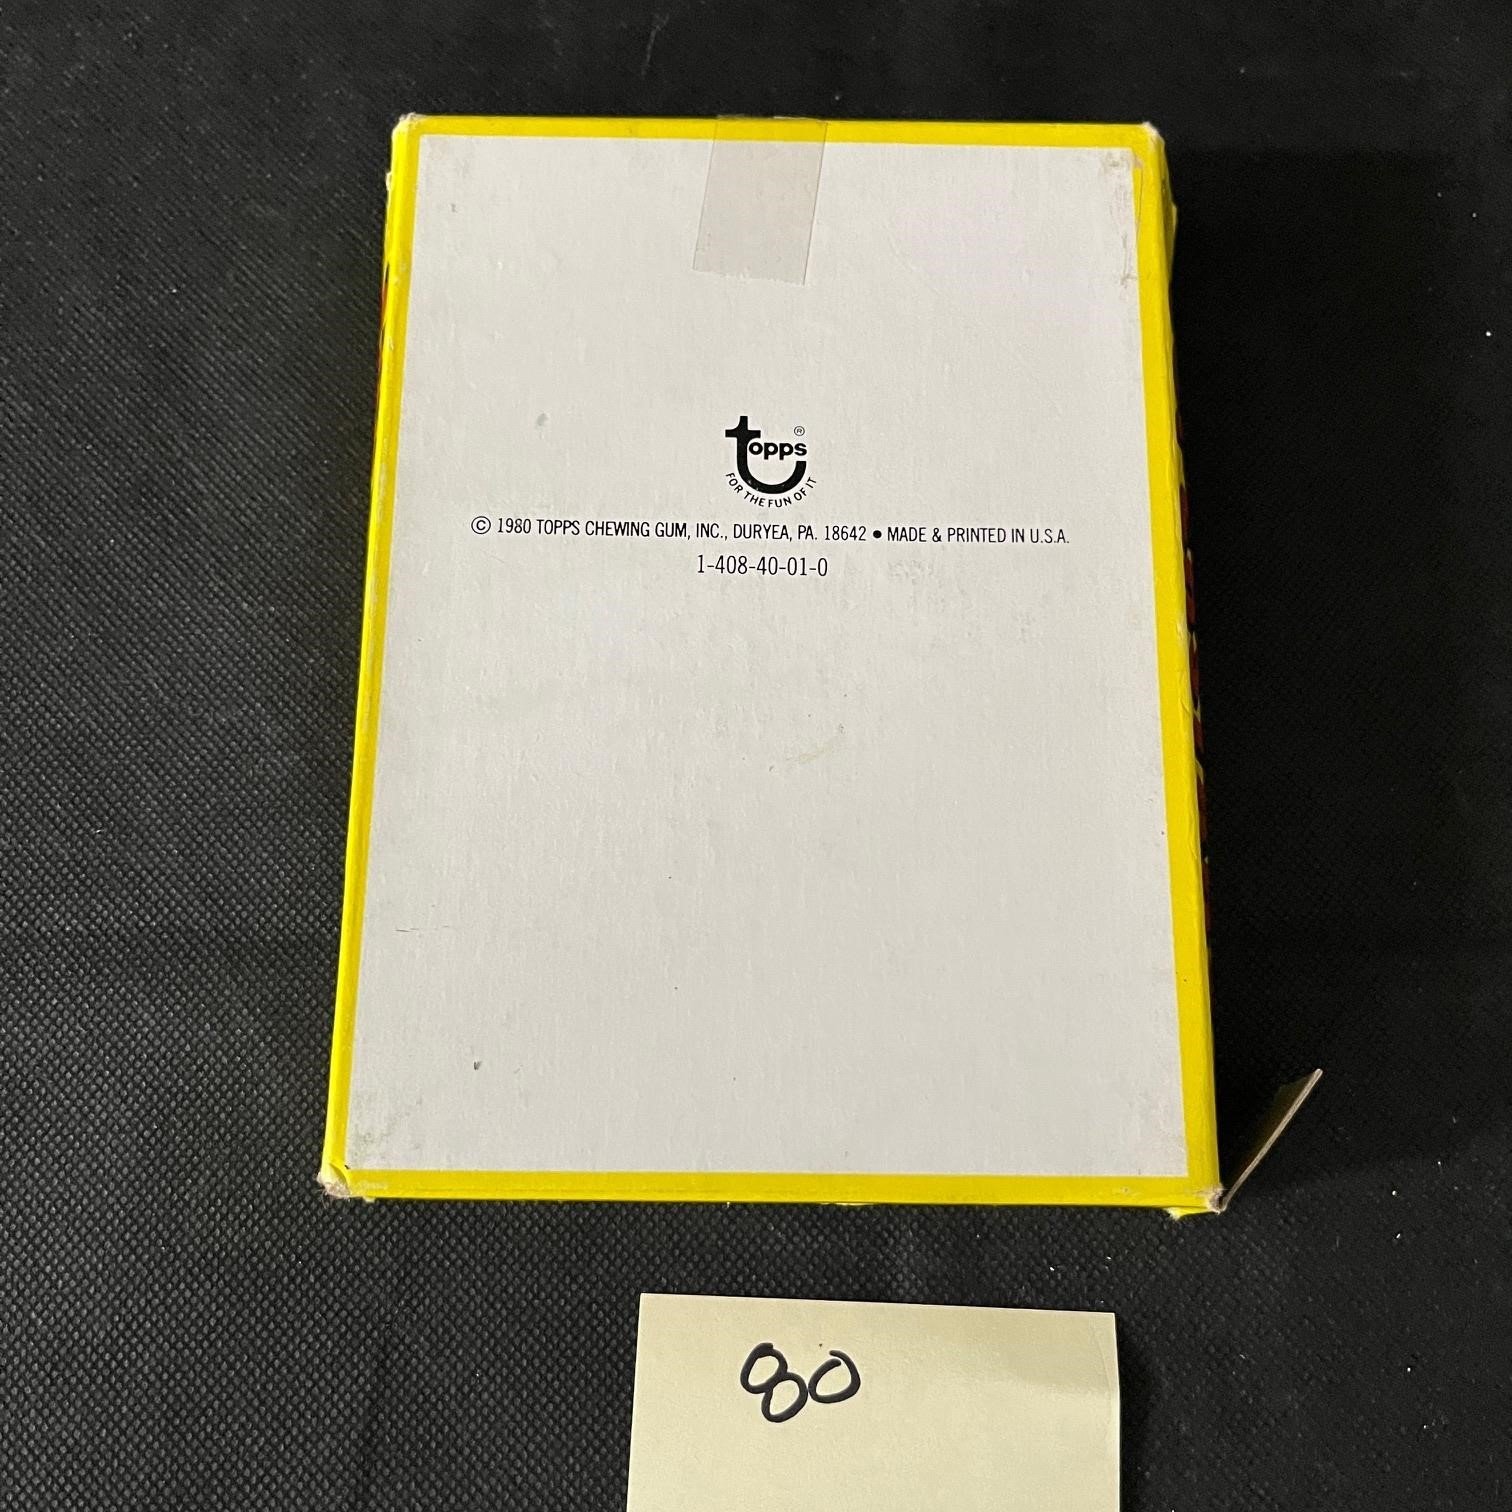 topps®
FOR THE FUN OF IT
© 1980 TOPPS CHEWING GUM, INC., DURYEA, PA. 18642 • MADE & PRINTED IN U.S.A.
1-408-40-01-0
80